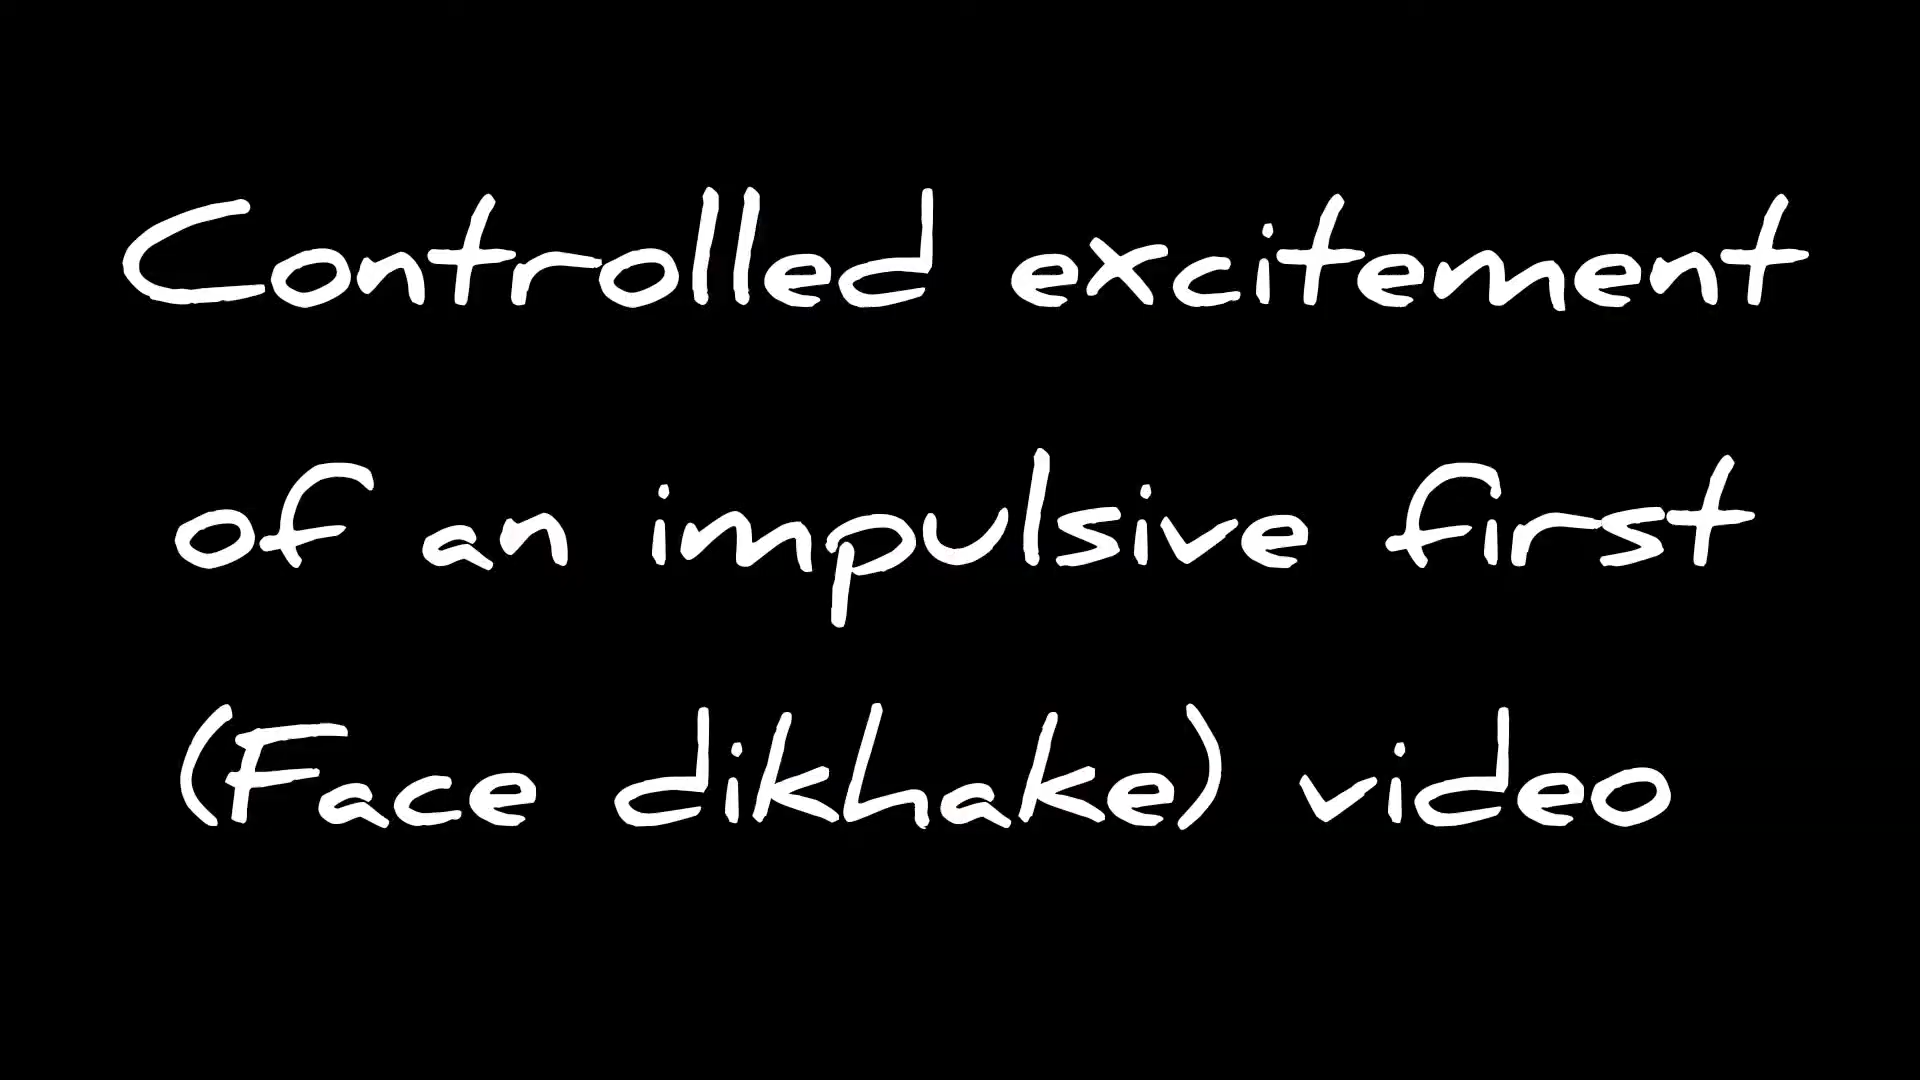 Controlled excitement
of an impulsive first
(Face dikhake) video